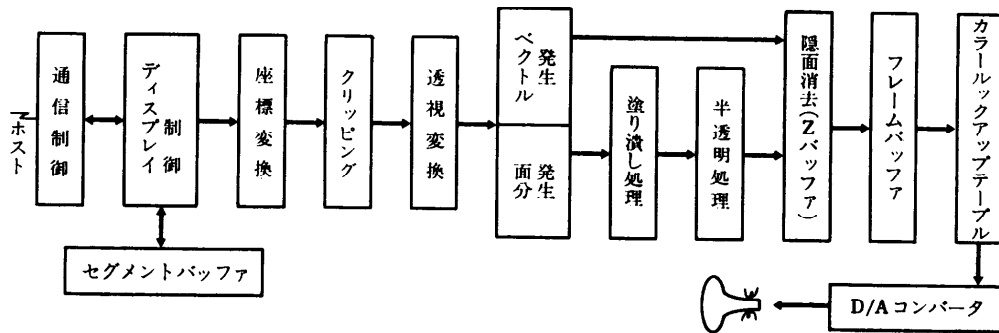 ホスト
通信制御
ディスプレイ
制御
座標変換
クリッピング
透視変換
ベクトル
発生
面分
発生
塗り潰し処理
半透明処理
隠面消去(Zバッファ)
フレームバッファ
カラールックアップテーブル
セグメントバッファ
D/Aコンバータ